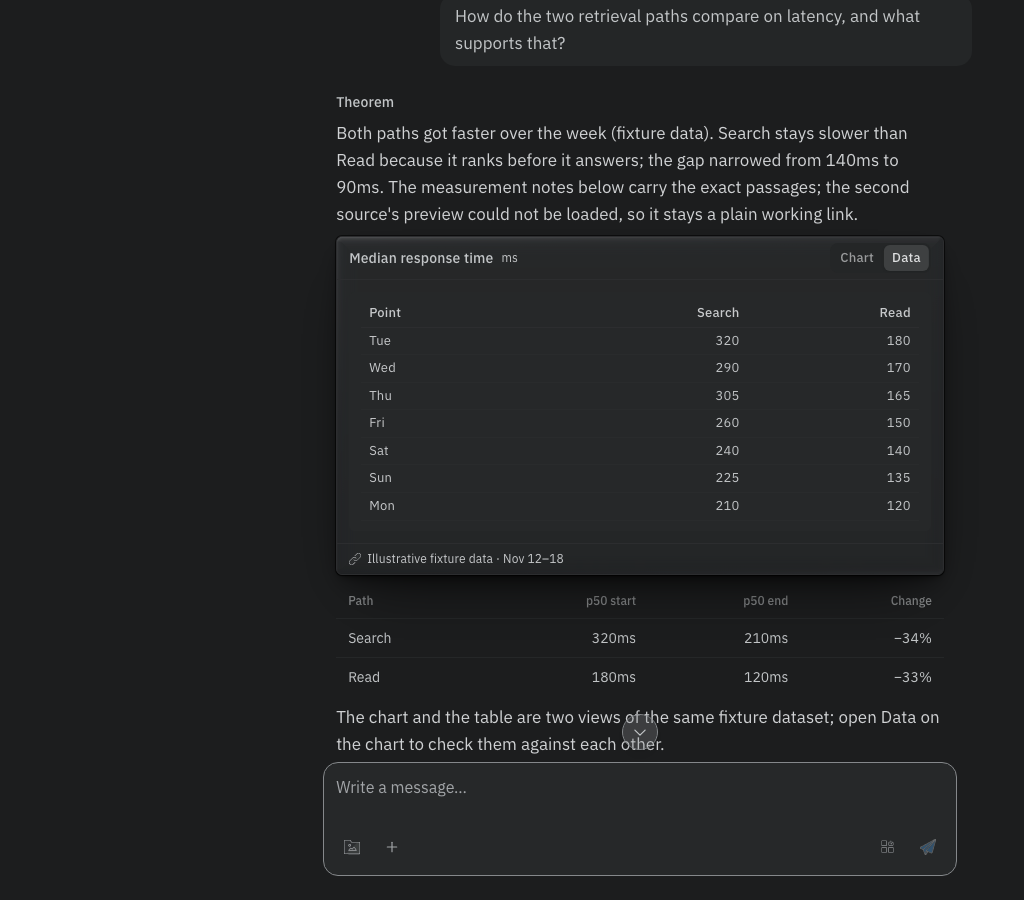 How do the two retrieval paths compare on latency, and what
supports that?
Theorem
Both paths got faster over the week (fixture data). Search stays slower than
Read because it ranks before it answers; the gap narrowed from 140ms to
90ms. The measurement notes below carry the exact passages; the second
source's preview could not be loaded, so it stays a plain working link.
Median response time ms Chart Data
Point Search Read
Tue 320 180
Wed 290 170
Thu 305 165
Fri 260 150
Sat 240 140
Sun 225 135
Mon 210 120
Illustrative fixture data · Nov 12–18
Path p50 start p50 end Change
Search 320ms 210ms −34%
Read 180ms 120ms −33%
The chart and the table are two views of the same fixture dataset; open Data on
the chart to check them against each other.
Write a message...